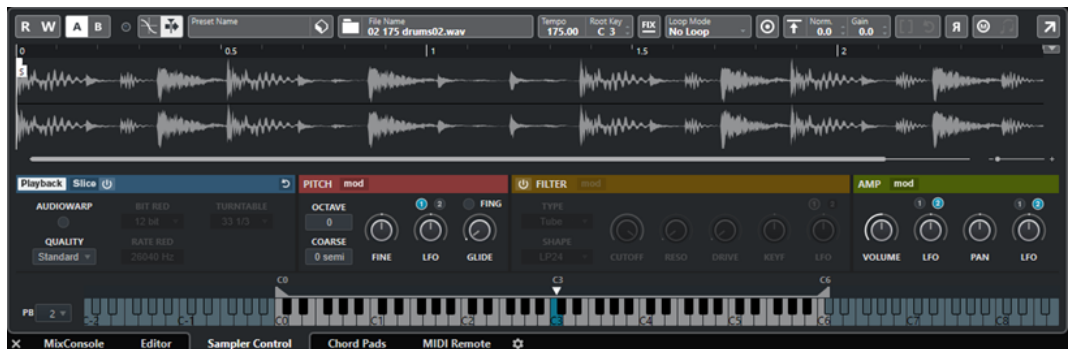 R W A B Preset Name File Name Tempo Root Key FIX Loop Mode Norm. Gain
02 175 drums02.wav 175.00 C 3 No Loop 0.0 0.0 R M
0 0.5 1 1.5 2
S
Playback Slice PITCH mod FILTER mod AMP mod
AUDIOWARP BIT RED TURNTABLE OCTAVE 1 2 FING TYPE 1 2 1 2 1 2
12 bit 33 1/3 0 Tube
QUALITY RATE RED COARSE SHAPE
Standard 26040 Hz 0 semi FINE LFO GLIDE LP24 CUTOFF RESO DRIVE KEYF LFO VOLUME LFO PAN LFO
C0 C3 C6
PB 2
C-2 C-1 C0 C1 C2 C3 C4 C5 C6 C7 C8
MixConsole Editor Sampler Control Chord Pads MIDI Remote